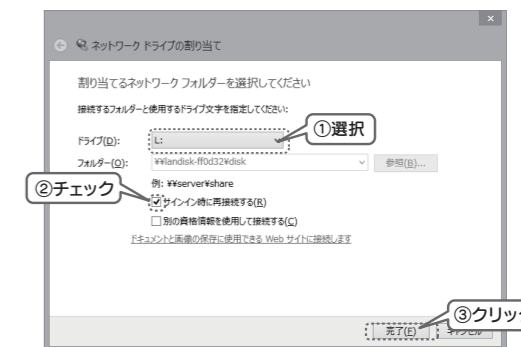 ネットワーク ドライブの割り当て
割り当てるネットワーク フォルダーを選択してください
接続するフォルダーと使用するドライブ文字を指定してください:
①選択
ドライブ(D): L:
フォルダー(O): ¥¥landisk-ff0d32¥disk 参照(B)...
②チェック
例: ¥¥server¥share
サインイン時に再接続する(R)
別の資格情報を使用して接続する(C)
ドキュメントと画像の保存に使用できる Web サイトに接続します
③クリッ
完了(F)